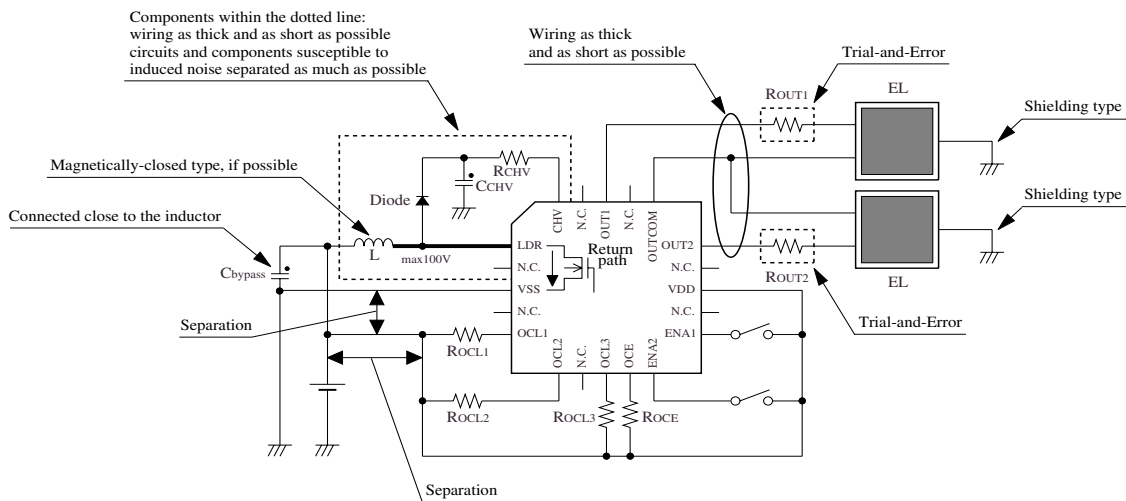 Components within the dotted line:
wiring as thick and as short as possible
circuits and components susceptible to
induced noise separated as much as possible
Wiring as thick
and as short as possible
Trial-and-Error
ROUT1
EL
Shielding type
Magnetically-closed type, if possible
RCHV
CCHV
Diode
Connected close to the inductor
L
max100V
Cbypass
CHV
N.C.
OUT1
N.C.
OUTCOM
LDR
N.C.
VSS
N.C.
OCL1
Return
path
OUT2
N.C.
VDD
N.C.
ENA1
OCL2
N.C.
OCL3
OCE
ENA2
Shielding type
ROUT2
EL
Trial-and-Error
Separation
ROCL1
ROCL2
ROCL3
ROCE
Separation